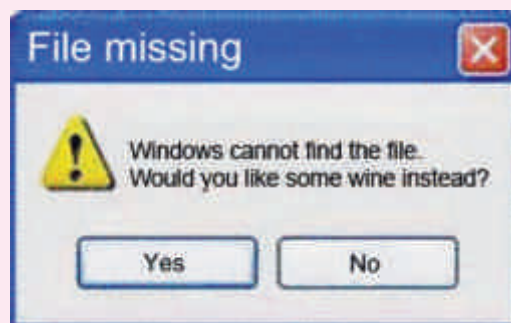 File missing
Windows cannot find the file.
Would you like some wine instead?
Yes
No